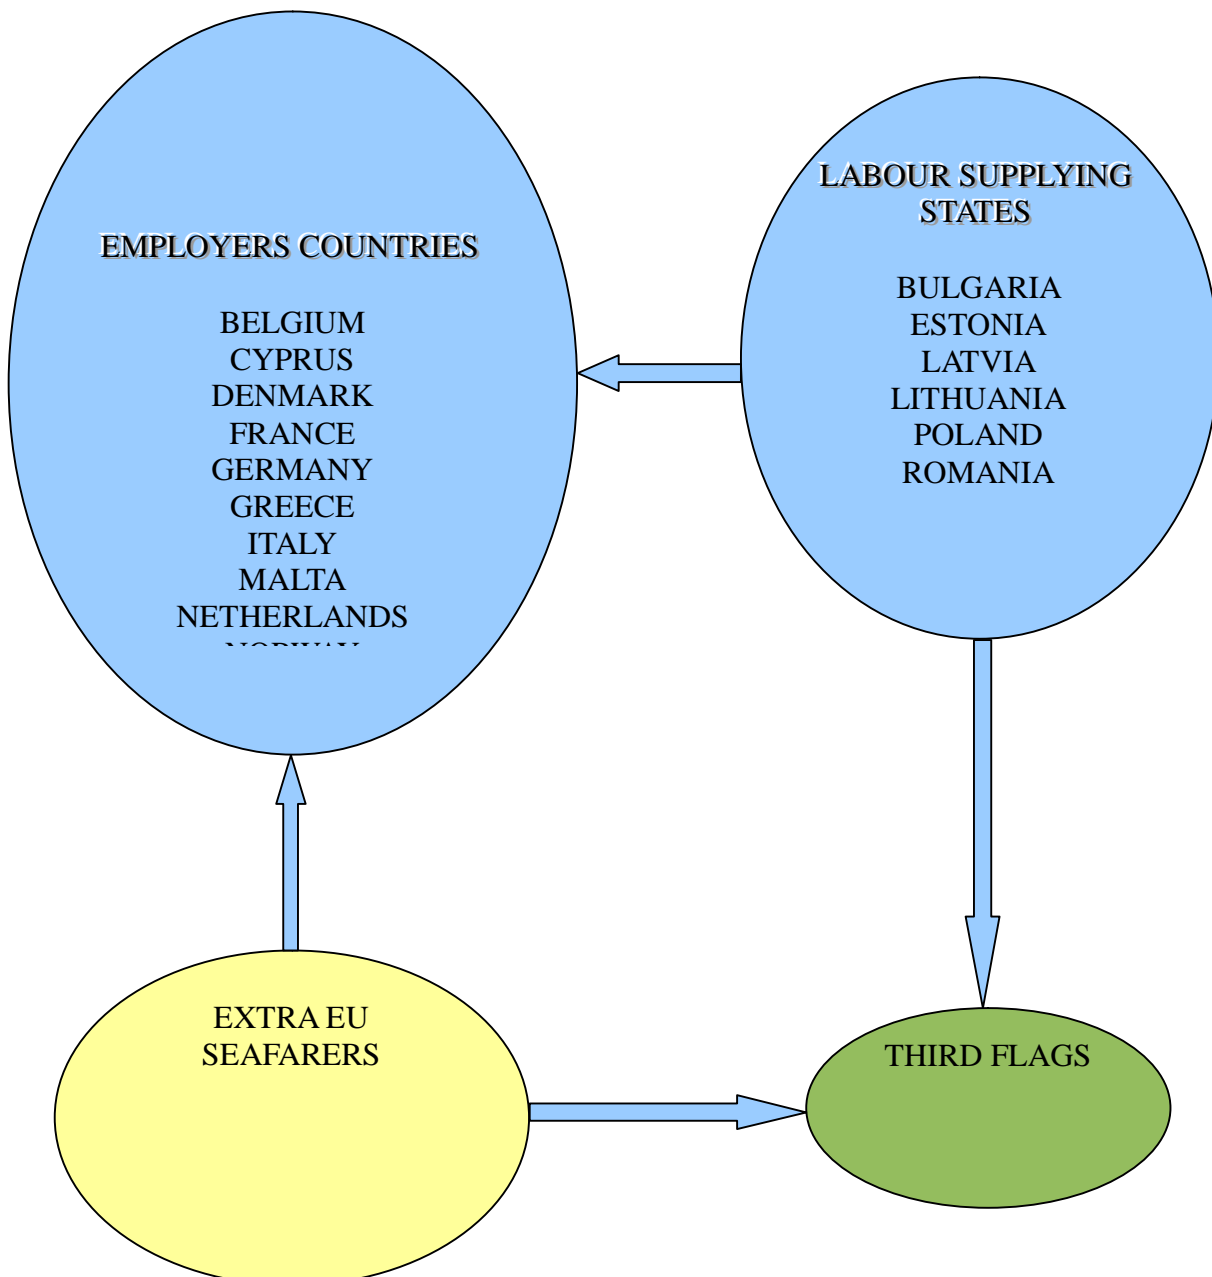 EMPLOYERS COUNTRIES
BELGIUM
CYPRUS
DENMARK
FRANCE
GERMANY
GREECE
ITALY
MALTA
NETHERLANDS
NORWAY
LABOUR SUPPLYING
STATES
BULGARIA
ESTONIA
LATVIA
LITHUANIA
POLAND
ROMANIA
EXTRA EU
SEAFARERS
THIRD FLAGS